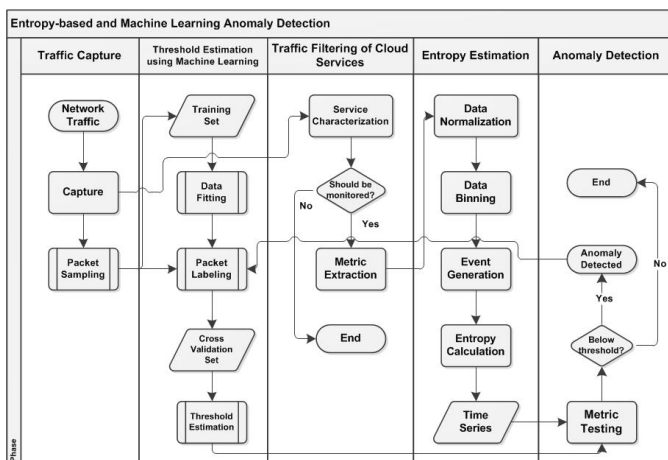 Entropy-based and Machine Learning Anomaly Detection
Phase
Traffic Capture
Network
Traffic
Capture
Packet
Sampling
Threshold Estimation
using Machine Learning
Training
Set
Data
Fitting
Packet
Labeling
Cross
Validation
Set
Threshold
Estimation
Traffic Filtering of Cloud
Services
Service
Characterization
Should be
monitored?
No
Yes
Metric
Extraction
End
Entropy Estimation
Data
Normalization
Data
Binning
Event
Generation
Entropy
Calculation
Time
Series
Anomaly Detection
End
Anomaly
Detected
No
Yes
Below
threshold?
Metric
Testing